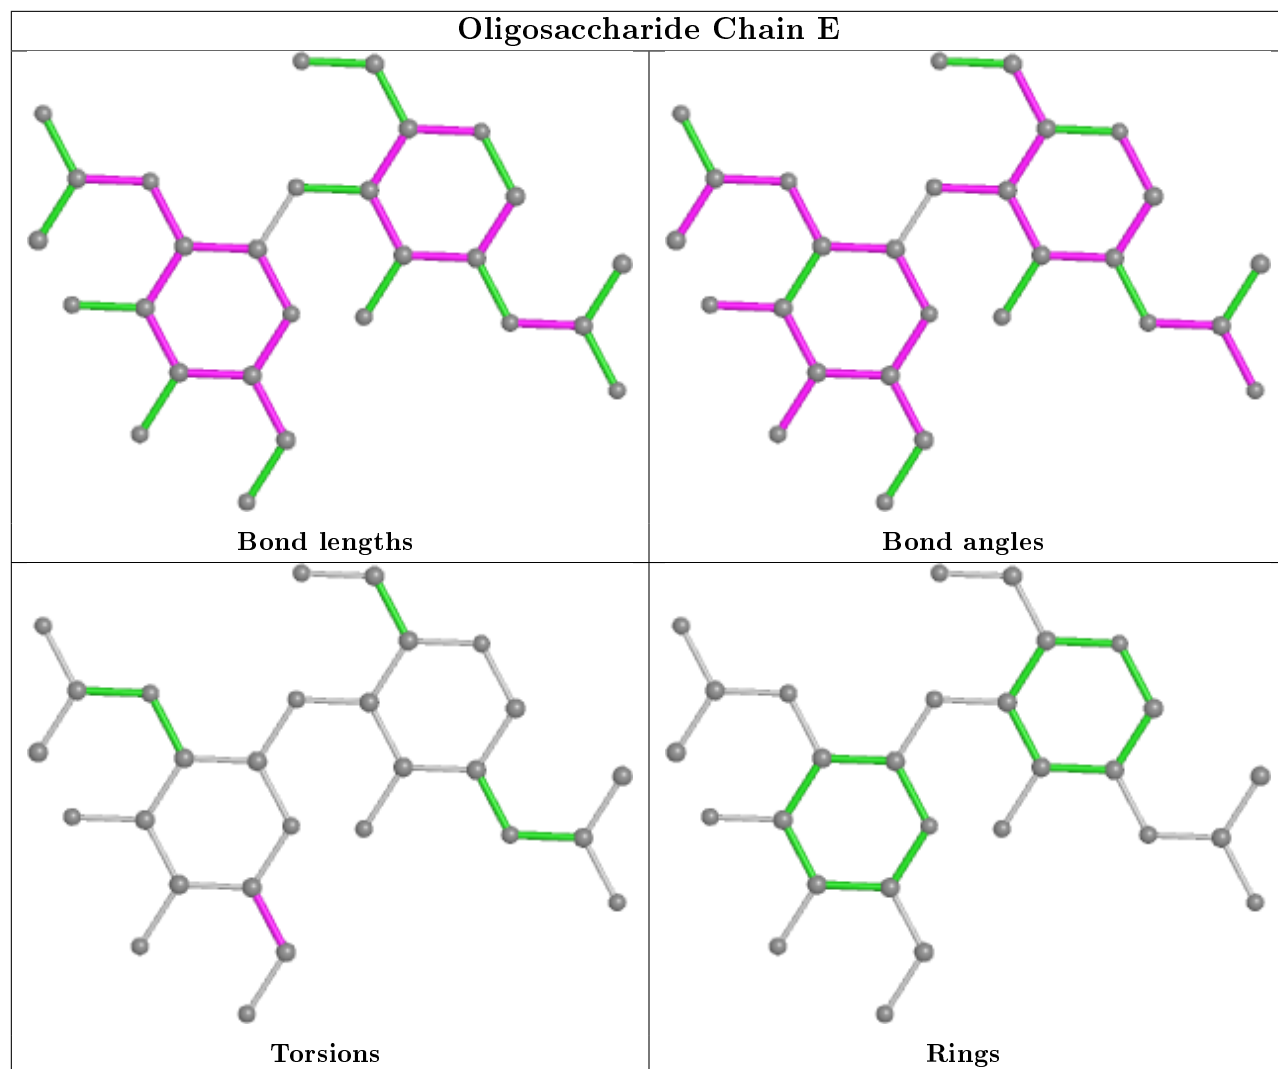 Oligosaccharide Chain E
Bond lengths
Bond angles
Torsions
Rings